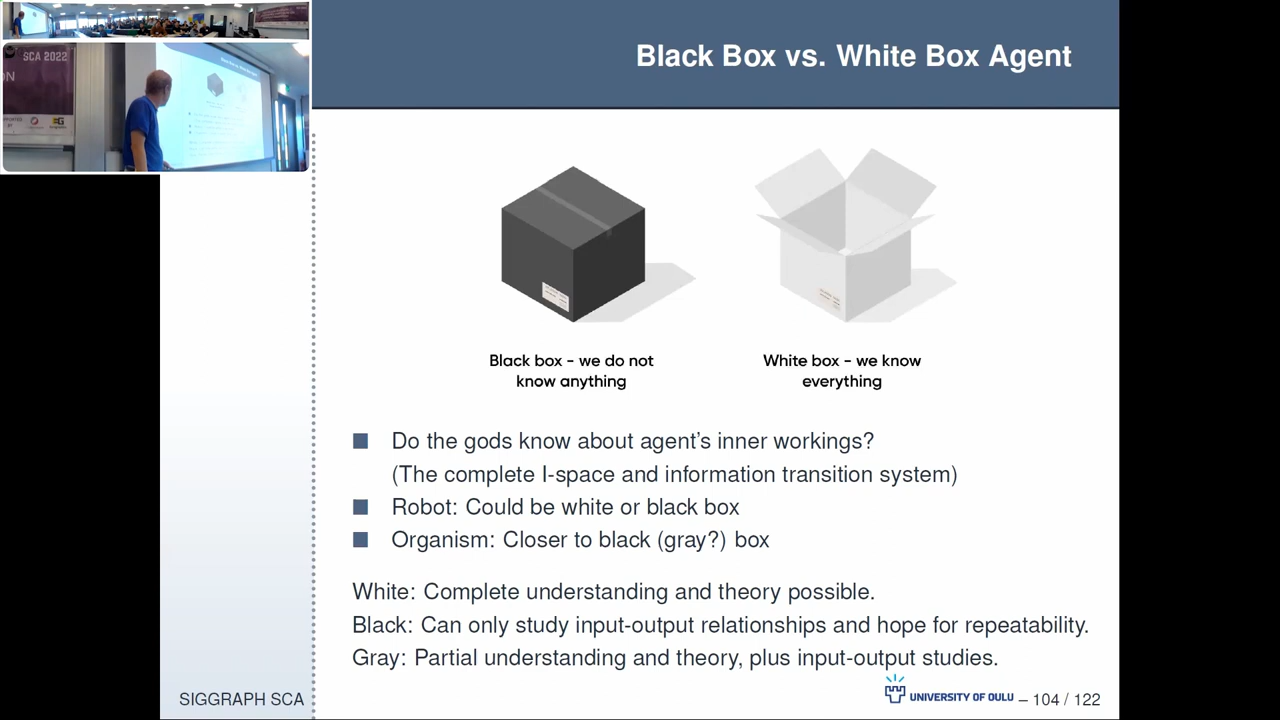 SCA 2022
ON
Black Box vs. White Box Agent
Black box - we do not
know anything
White box - we know
everything
Do the gods know about agent's inner workings?
(The complete I-space and information transition system)
Robot: Could be white or black box
Organism: Closer to black (gray?) box
White: Complete understanding and theory possible.
Black: Can only study input-output relationships and hope for repeatability.
Gray: Partial understanding and theory, plus input-output studies.
SIGGRAPH SCA
UNIVERSITY OF OULU – 104 / 122